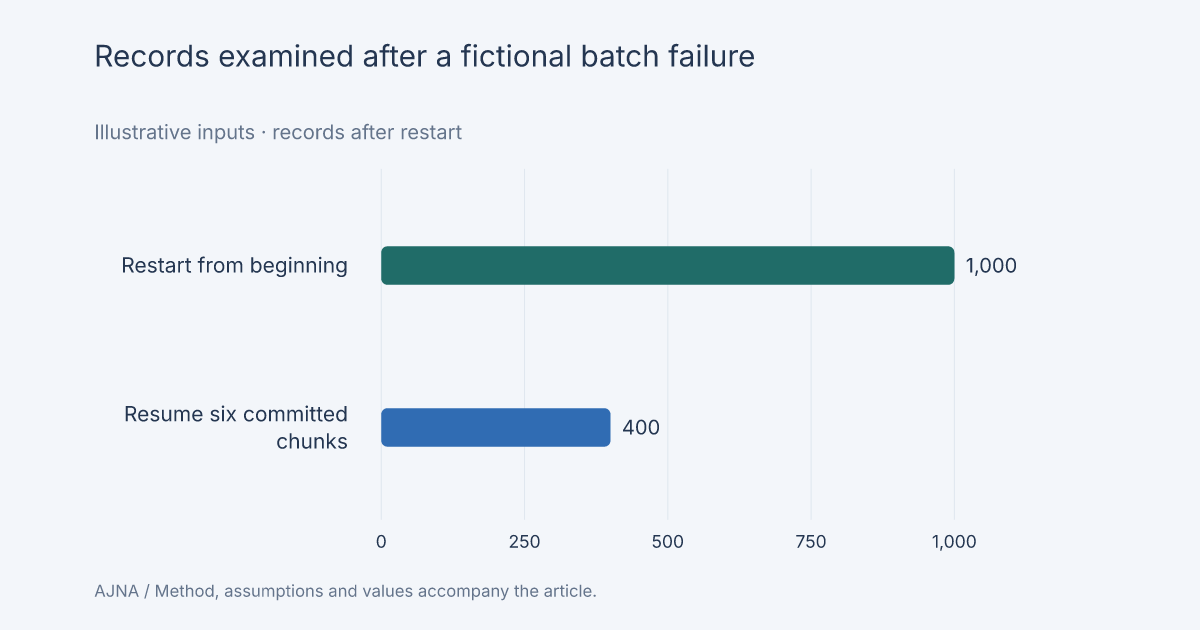 Records examined after a fictional batch failure
Illustrative inputs · records after restart
Restart from beginning
1,000
Resume six committed
chunks
400
0
250
500
750
1,000
AJNA / Method, assumptions and values accompany the article.